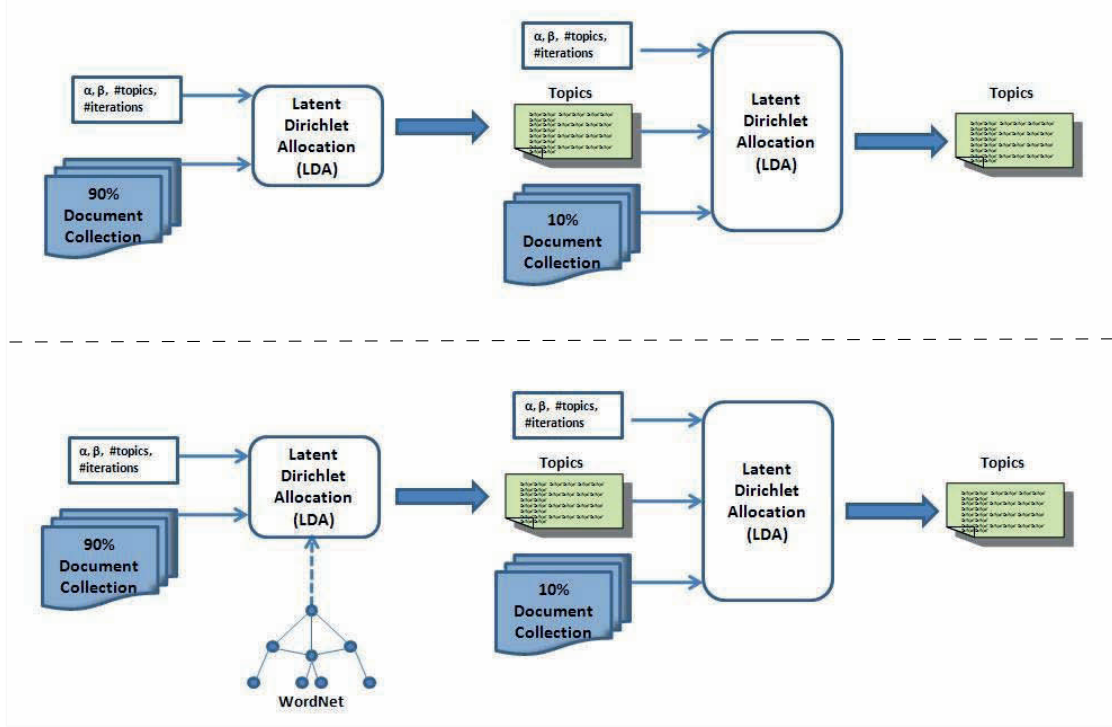 α, β, #topics,
#iterations
Latent
Dirichlet
Allocation
(LDA)
90%
Document
Collection
α, β, #topics,
#iterations
Topics
10%
Document
Collection
Latent
Dirichlet
Allocation
(LDA)
Topics
α, β, #topics,
#iterations
Latent
Dirichlet
Allocation
(LDA)
90%
Document
Collection
WordNet
α, β, #topics,
#iterations
Topics
10%
Document
Collection
Latent
Dirichlet
Allocation
(LDA)
Topics